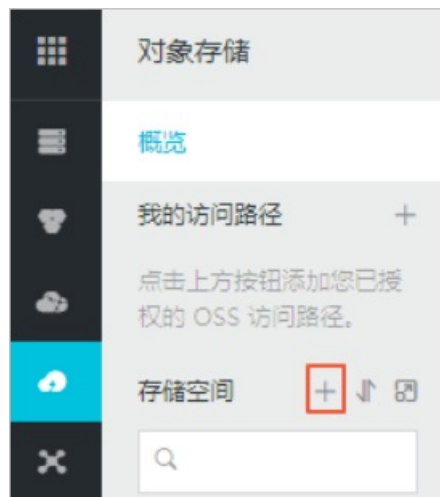 对象存储
概览
我的访问路径
点击上方按钮添加您已授
权的 OSS 访问路径。
存储空间